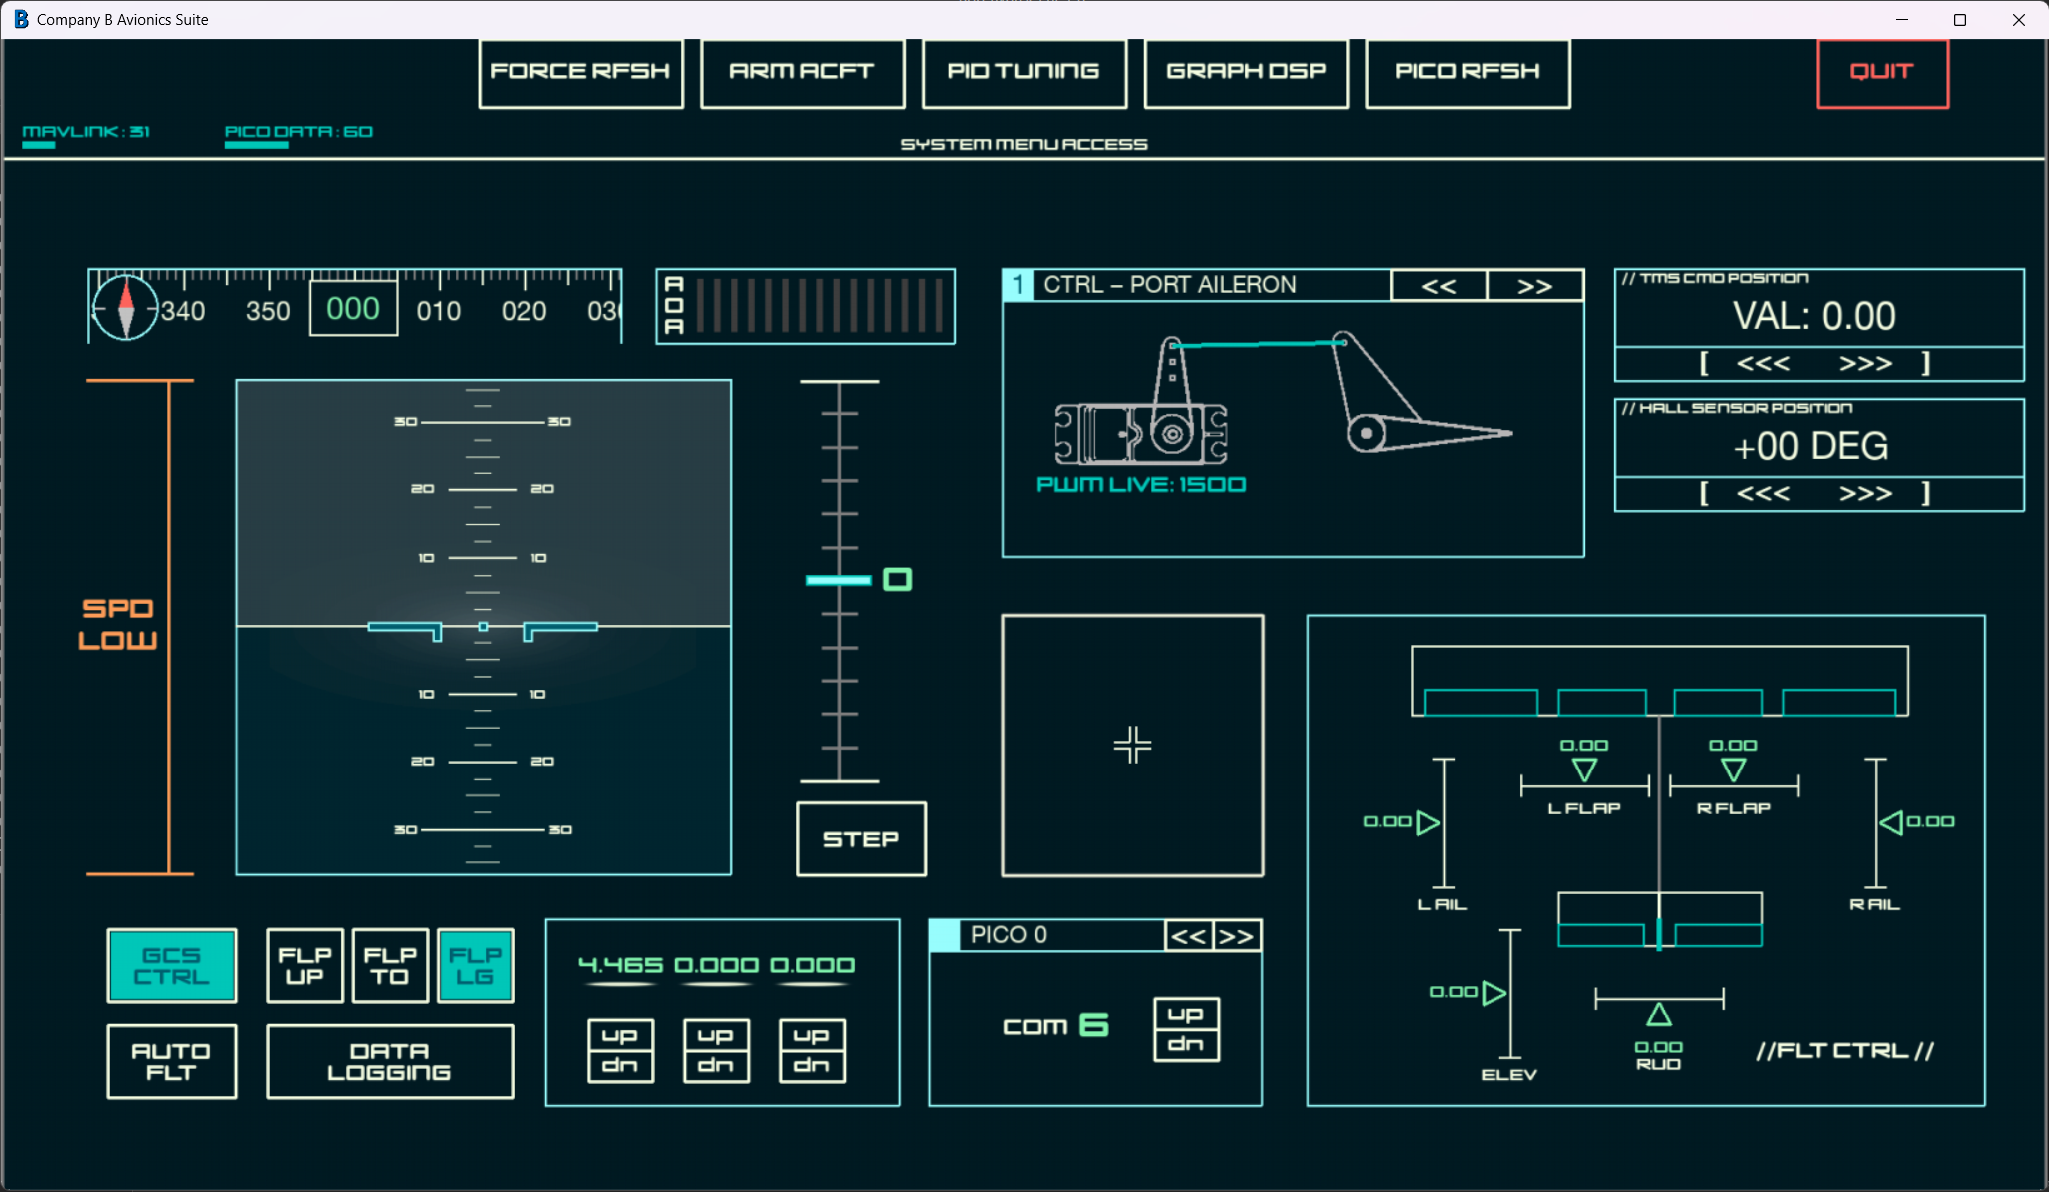 Company B Avionics Suite
FORCE RFSH
ARM ACFT
PID TUNING
GRAPH DSP
PICO RFSH
QUIT
MAVLINK: 31
PICO DATA: 60
SYSTEM MENU ACCESS
340 350 000 010 020
AOA
1 CTRL – PORT AILERON << >>
PWM LIVE: 1500
// TMS CMD POSITION
VAL: 0.00
[ <<< >>> ]
// HALL SENSOR POSITION
+00 DEG
[ <<< >>> ]
SPD
LOW
30 30
20 20
10 10
10 10
20 20
30 30
0
STEP
0.00 0.00
L FLAP R FLAP
0.00 0.00
L AIL R AIL
0.00
ELEV
0.00
RUD
//FLT CTRL //
GCS
CTRL
FLP
UP
FLP
TO
FLP
LG
AUTO
FLT
DATA
LOGGING
4.465 0.000 0.000
up up up
dn dn dn
PICO 0 << >>
com 6
up
dn